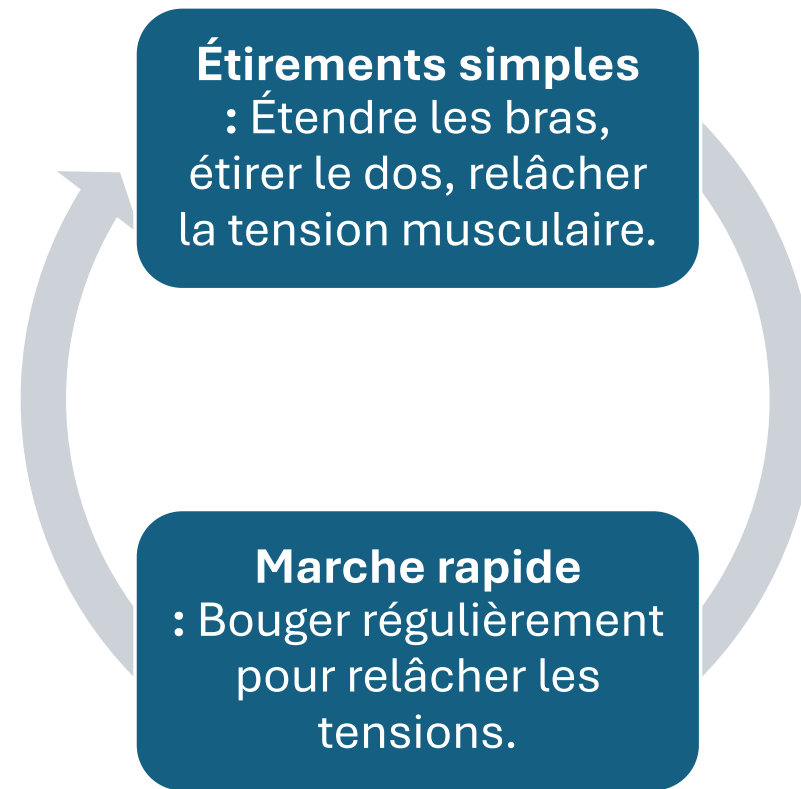 Étirements simples
: Étendre les bras,
étirer le dos, relâcher
la tension musculaire.
Marche rapide
: Bouger régulièrement
pour relâcher les
tensions.